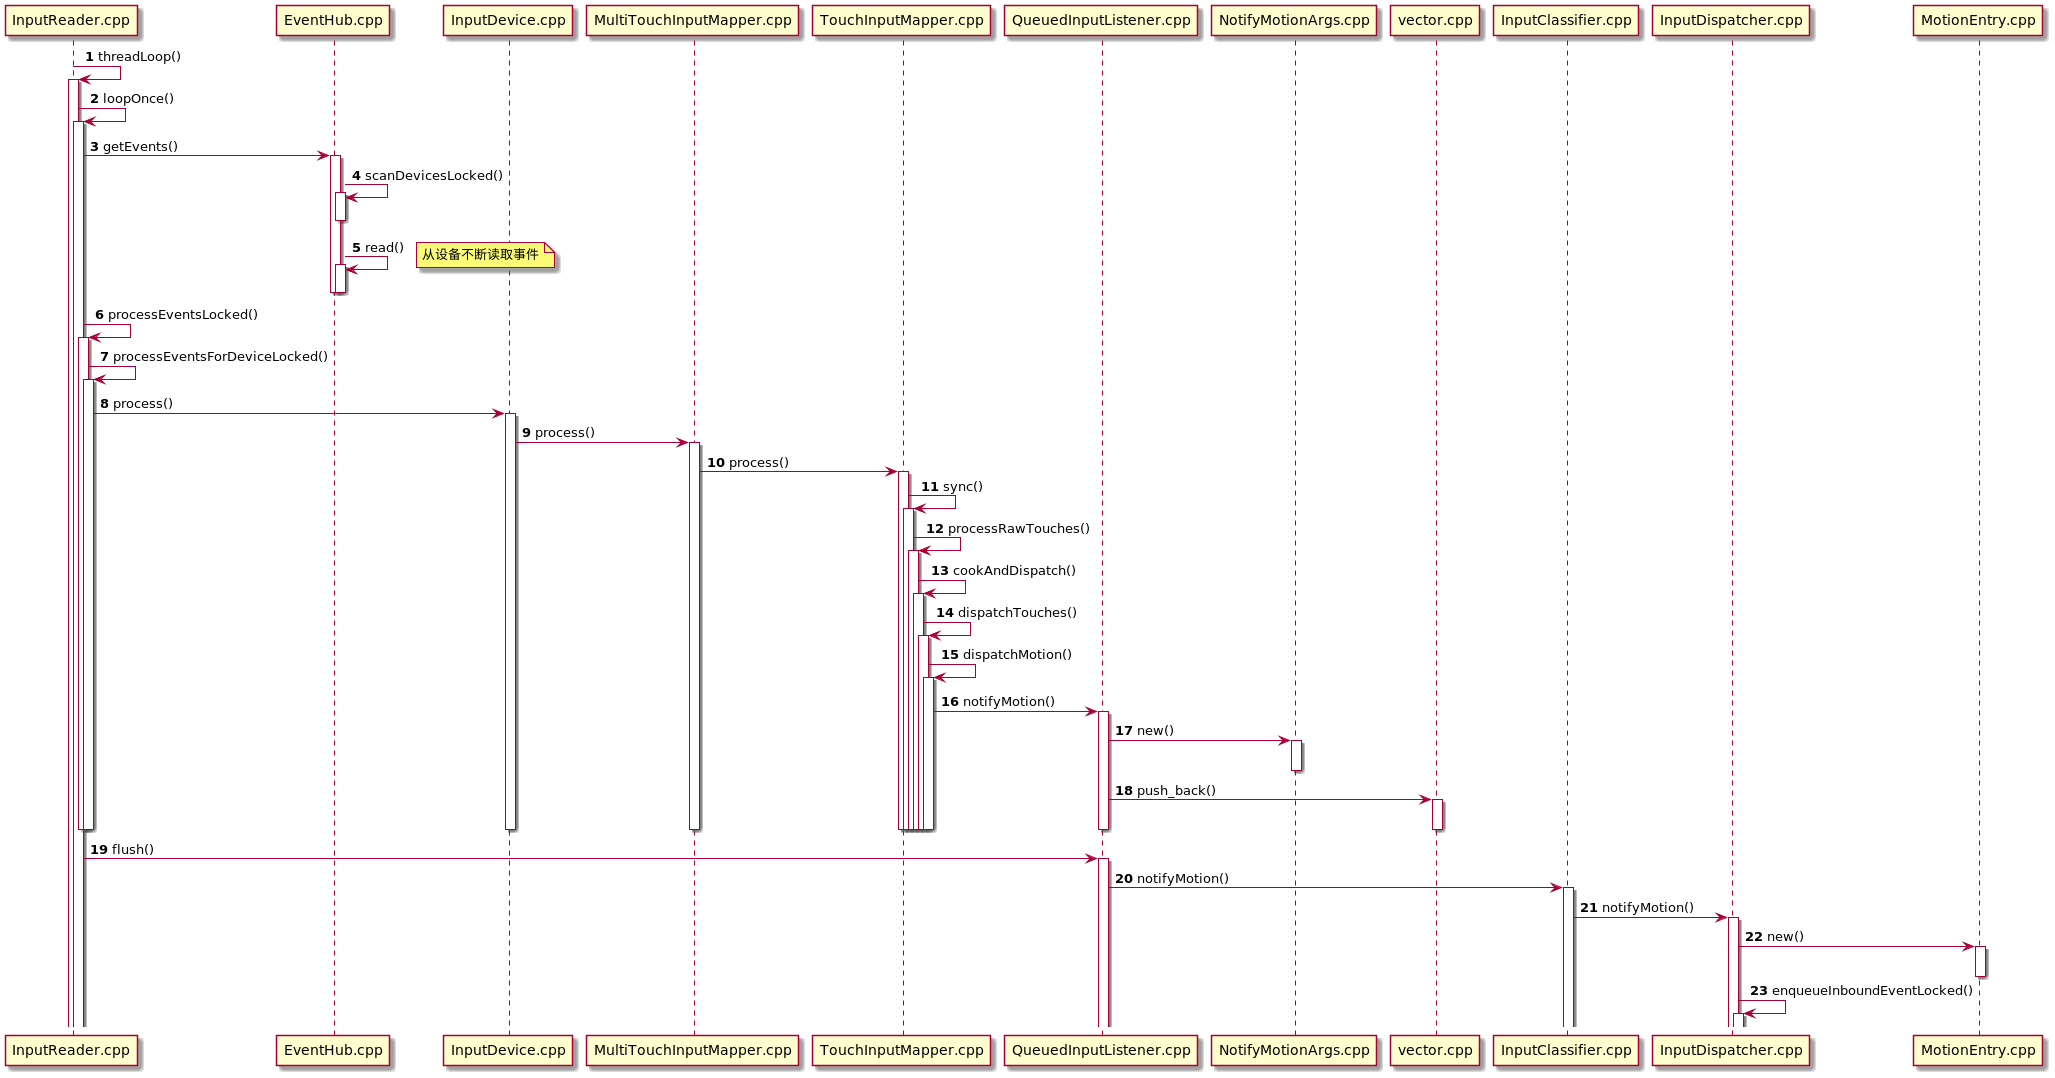 InputReader.cpp EventHub.cpp InputDevice.cpp MultiTouchInputMapper.cpp TouchInputMapper.cpp QueuedInputListener.cpp NotifyMotionArgs.cpp vector.cpp InputClassifier.cpp InputDispatcher.cpp MotionEntry.cpp
1 threadLoop()
2 loopOnce()
3 getEvents()
4 scanDevicesLocked()
5 read() 从设备不断读取事件
6 processEventsLocked()
7 processEventsForDeviceLocked()
8 process()
9 process()
10 process()
11 sync()
12 processRawTouches()
13 cookAndDispatch()
14 dispatchTouches()
15 dispatchMotion()
16 notifyMotion()
17 new()
18 push_back()
19 flush()
20 notifyMotion()
21 notifyMotion()
22 new()
23 enqueueInboundEventLocked()
InputReader.cpp EventHub.cpp InputDevice.cpp MultiTouchInputMapper.cpp TouchInputMapper.cpp QueuedInputListener.cpp NotifyMotionArgs.cpp vector.cpp InputClassifier.cpp InputDispatcher.cpp MotionEntry.cpp